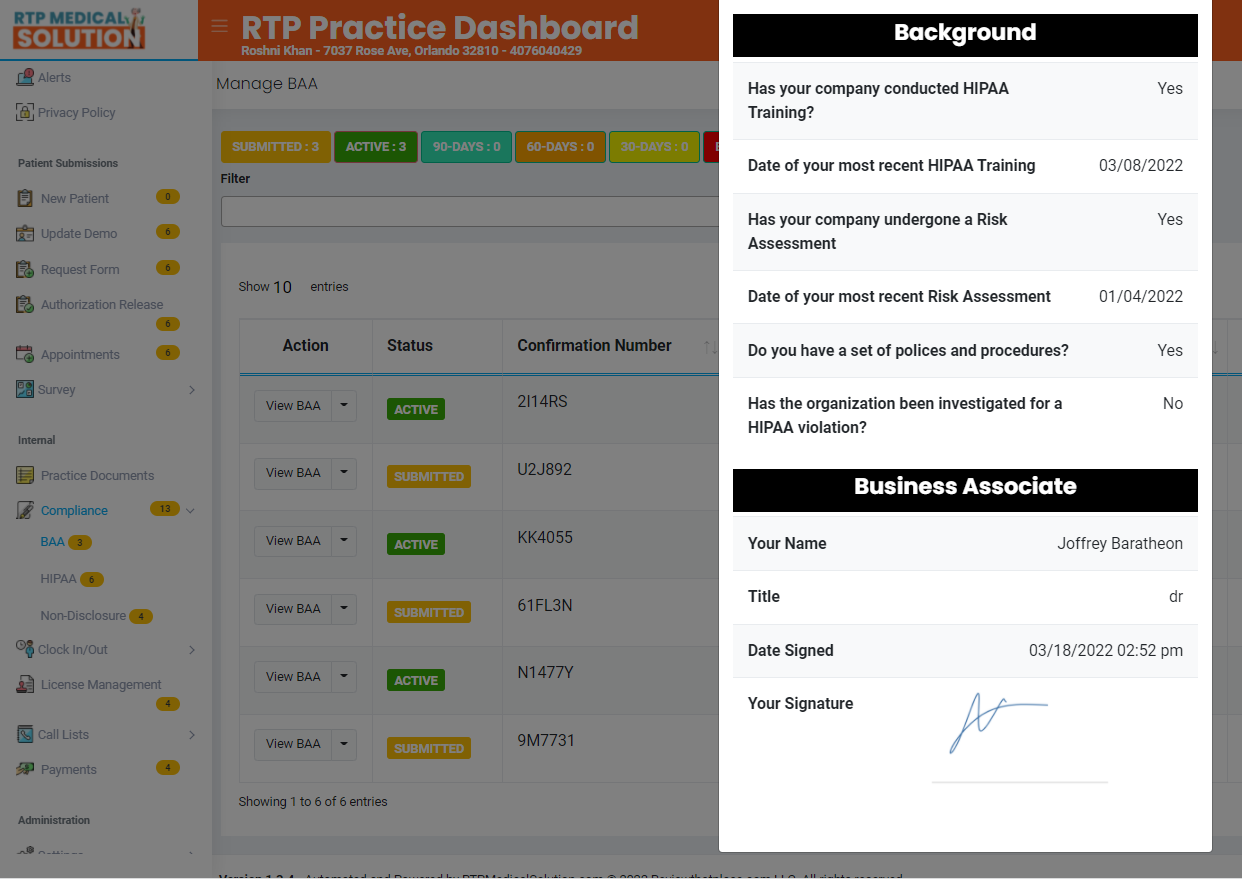 RTP MEDICAL
SOLUTION
RTP Practice Dashboard
Roshni Khan - 7037 Rose Ave, Orlando 32810 - 4076040429
Alerts
Privacy Policy
Patient Submissions
New Patient 0
Update Demo 6
Request Form 6
Authorization Release
6
Appointments 6
Survey
Internal
Practice Documents
Compliance 13
BAA 3
HIPAA 6
Non-Disclosure 4
Clock In/Out
License Management
4
Call Lists
Payments 4
Administration
Settings
Manage BAA
SUBMITTED : 3 ACTIVE : 3 90-DAYS : 0 60-DAYS : 0 30-DAYS : 0
Filter
Show 10 entries
Action Status Confirmation Number
View BAA ACTIVE 2I14RS
View BAA SUBMITTED U2J892
View BAA ACTIVE KK4055
View BAA SUBMITTED 61FL3N
View BAA ACTIVE N1477Y
View BAA SUBMITTED 9M7731
Showing 1 to 6 of 6 entries
Background
Has your company conducted HIPAA Yes
Training?
Date of your most recent HIPAA Training 03/08/2022
Has your company undergone a Risk Yes
Assessment
Date of your most recent Risk Assessment 01/04/2022
Do you have a set of polices and procedures? Yes
Has the organization been investigated for a No
HIPAA violation?
Business Associate
Your Name Joffrey Baratheon
Title dr
Date Signed 03/18/2022 02:52 pm
Your Signature